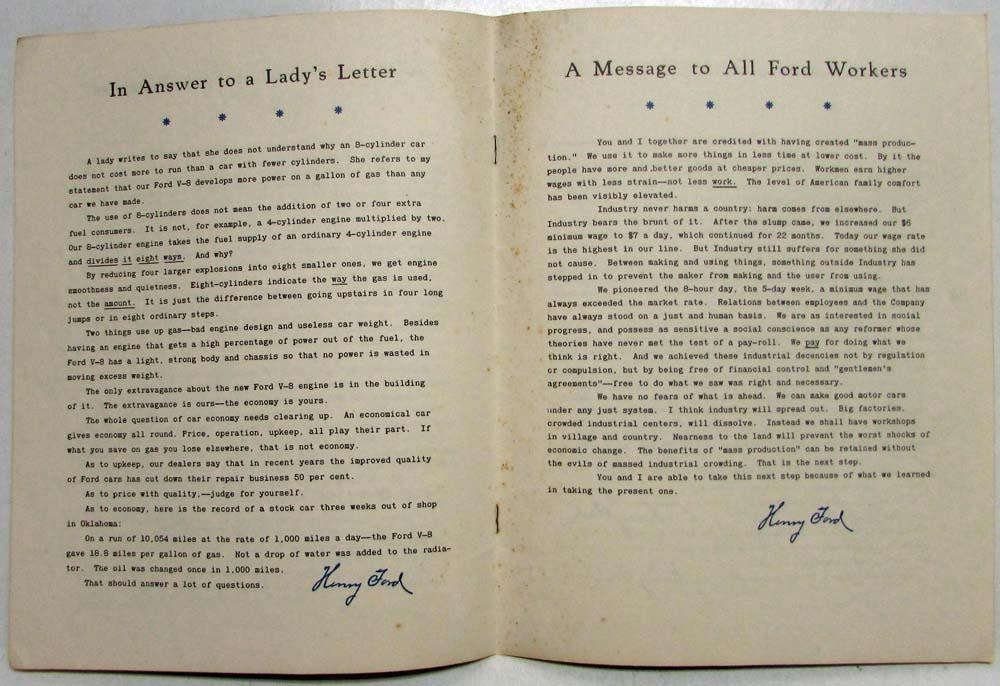 In Answer to a Lady's Letter
* * * *
A lady writes to say that she does not understand why an 8-cylinder car
does not cost more to run than a car with fewer cylinders. She refers to my
statement that our Ford V-8 develops more power on a gallon of gas than any
car we have made.
The use of 8-cylinders does not mean the addition of two or four extra
fuel consumers. It is not, for example, a 4-cylinder engine multiplied by two.
Our 8-cylinder engine takes the fuel supply of an ordinary 4-cylinder engine
and divides it eight ways. And why?
By reducing four larger explosions into eight smaller ones, we get engine
smoothness and quietness. Eight-cylinders indicate the way the gas is used,
not the amount. It is just the difference between going upstairs in four long
jumps or in eight ordinary steps.
Two things use up gas—bad engine design and useless car weight. Besides
having an engine that gets a high percentage of power out of the fuel, the
Ford V-8 has a light, strong body and chassis so that no power is wasted in
moving excess weight.
The only extravagance about the new Ford V-8 engine is in the building
of it. The extravagance is ours—the economy is yours.
The whole question of car economy needs clearing up. An economical car
gives economy all round. Price, operation, upkeep, all play their part. If
what you save on gas you lose elsewhere, that is not economy.
As to upkeep, our dealers say that in recent years the improved quality
of Ford cars has cut down their repair business 50 per cent.
As to price with quality,—judge for yourself.
As to economy, here is the record of a stock car three weeks out of shop
in Oklahoma:
On a run of 10,054 miles at the rate of 1,000 miles a day—the Ford V-8
gave 18.8 miles per gallon of gas. Not a drop of water was added to the radia-
tor. The oil was changed once in 1,000 miles.
That should answer a lot of questions.
Henry Ford
A Message to All Ford Workers
* * * *
You and I together are credited with having created "mass produc-
tion." We use it to make more things in less time at lower cost. By it the
people have more and better goods at cheaper prices. Workmen earn higher
wages with less strain—not less work. The level of American family comfort
has been visibly elevated.
Industry never harms a country; harm comes from elsewhere. But
Industry bears the brunt of it. After the slump came, we increased our $6
minimum wage to $7 a day, which continued for 22 months. Today our wage rate
is the highest in our line. But Industry still suffers for something she did
not cause. Between making and using things, something outside Industry has
stepped in to prevent the maker from making and the user from using.
We pioneered the 8-hour day, the 5-day week, a minimum wage that has
always exceeded the market rate. Relations between employees and the Company
have always stood on a just and human basis. We are as interested in social
progress, and possess as sensitive a social conscience as any reformer whose
theories have never met the test of a pay-roll. We pay for doing what we
think is right. And we achieved these industrial decencies not by regulation
or compulsion, but by being free of financial control and "gentlemen's
agreements"—free to do what we saw was right and necessary.
We have no fears of what is ahead. We can make good motor cars
under any just system. I think industry will spread out. Big factories,
crowded industrial centers, will dissolve. Instead we shall have workshops
in village and country. Nearness to the land will prevent the worst shocks of
economic change. The benefits of "mass production" can be retained without
the evils of massed industrial crowding. That is the next step.
You and I are able to take this next step because of what we learned
in taking the present one.
Henry Ford